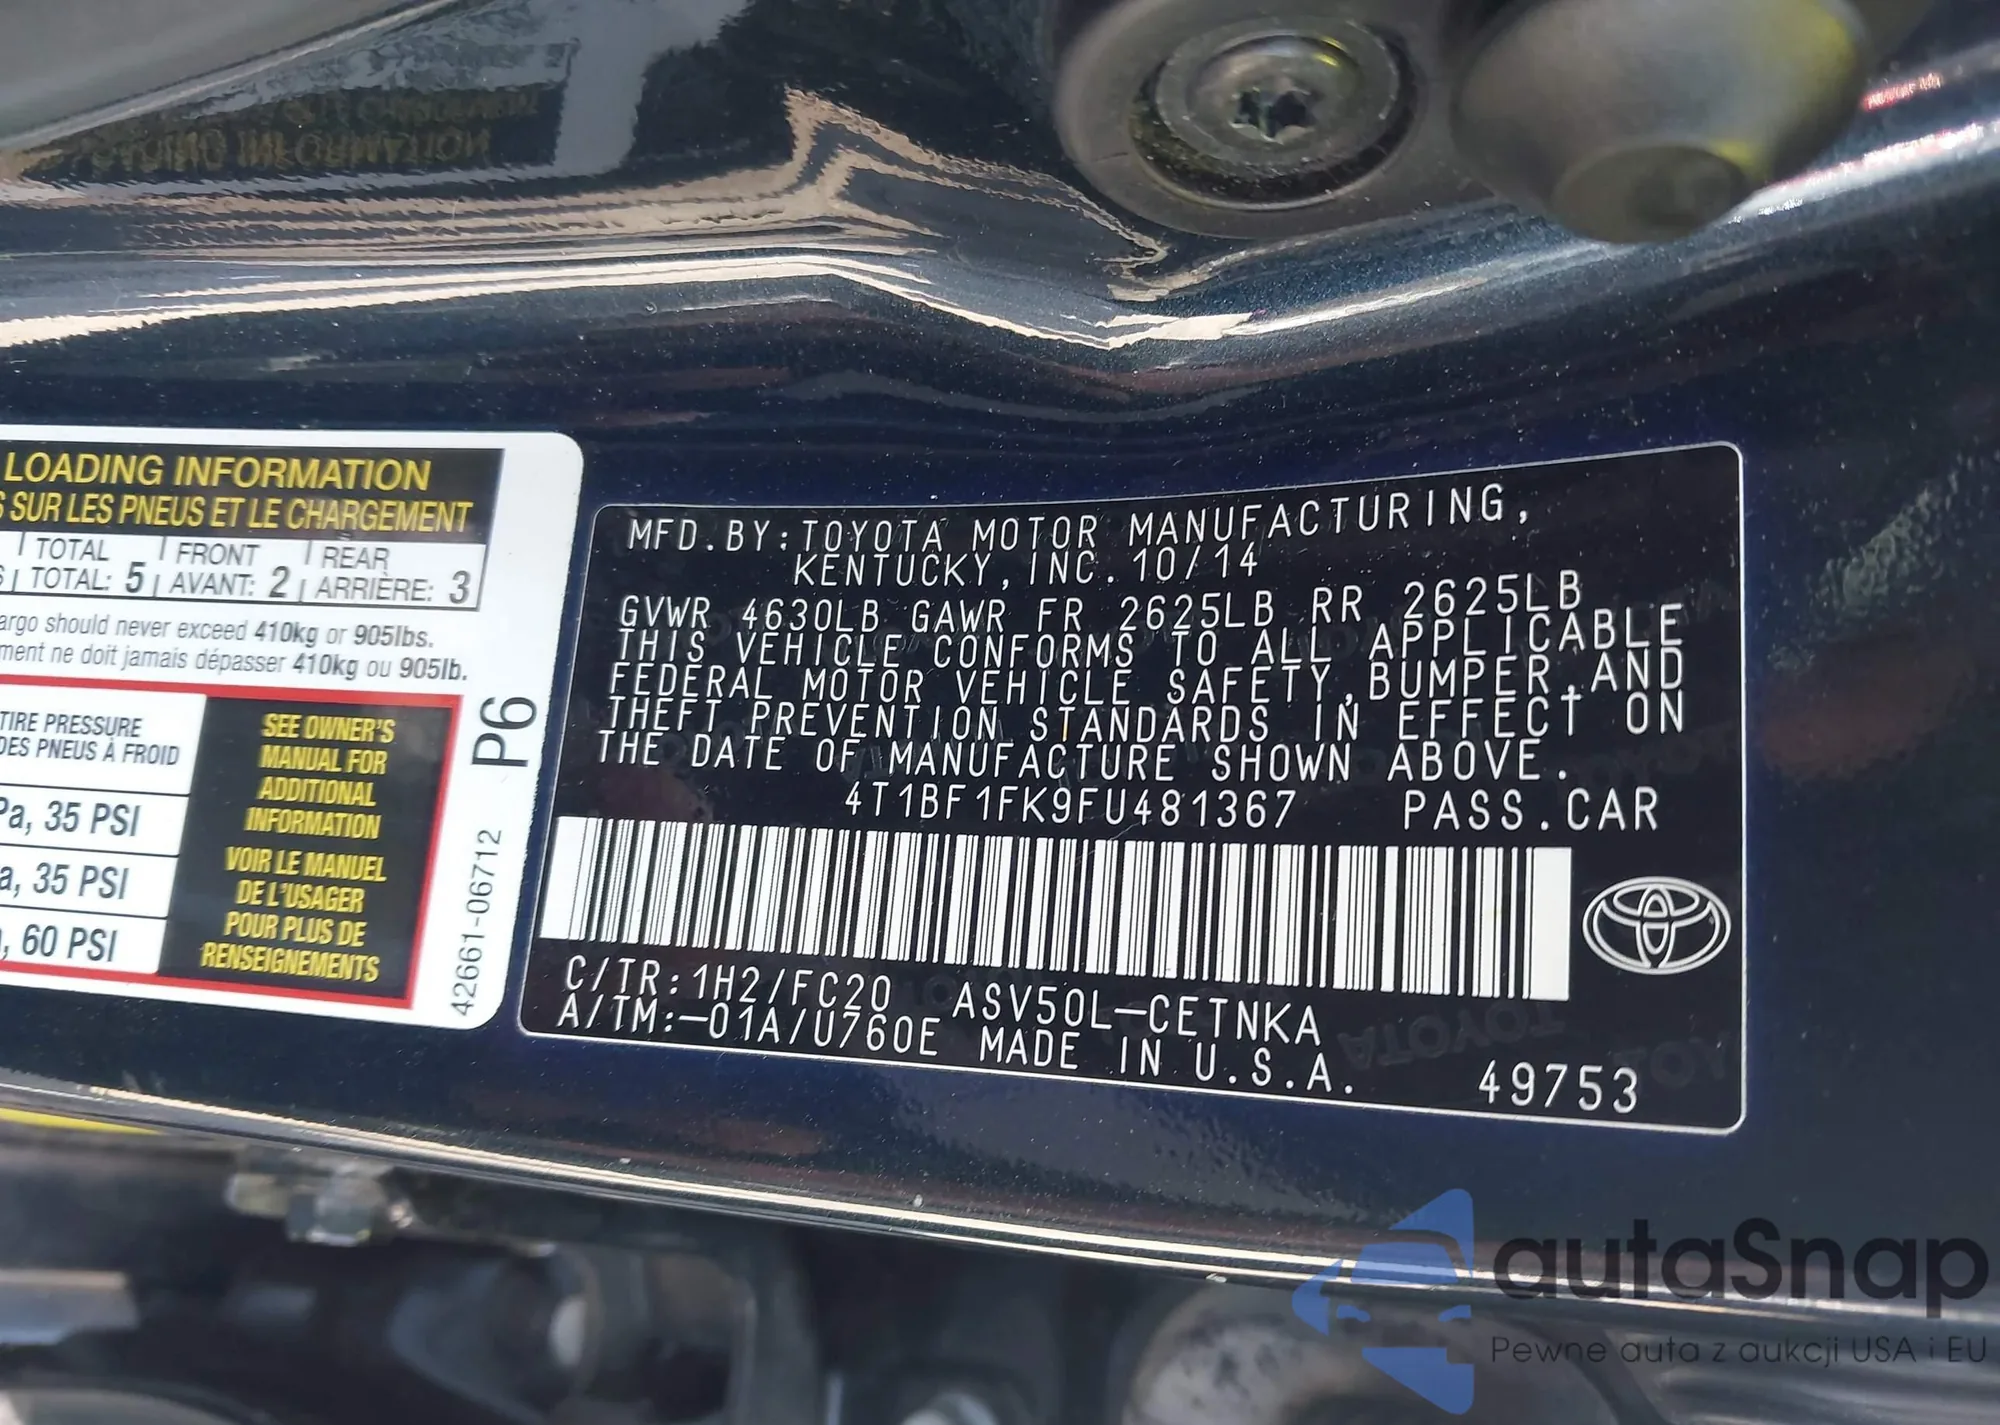 LOADING INFORMATION
SUR LES PNEUS ET LE CHARGEMENT
TOTAL FRONT REAR
TOTAL: 5 AVANT: 2 ARRIÈRE: 3
should never exceed 410kg or 905lbs.
ne doit jamais dépasser 410kg ou 905lb.
TIRE PRESSURE
DES PNEUS À FROID
35 PSI
35 PSI
60 PSI
SEE OWNER'S
MANUAL FOR
ADDITIONAL
INFORMATION
VOIR LE MANUEL
DE L'USAGER
POUR PLUS DE
RENSEIGNEMENTS
P6
42661-06712
MFD.BY:TOYOTA MOTOR MANUFACTURING,
KENTUCKY,INC.10/14
GVWR 4630LB GAWR FR 2625LB RR 2625LB
THIS VEHICLE CONFORMS TO ALL APPLICABLE
FEDERAL MOTOR VEHICLE SAFETY,BUMPER,AND
THEFT PREVENTION STANDARDS IN EFFECT ON
THE DATE OF MANUFACTURE SHOWN ABOVE.
4T1BF1FK9FU481367 PASS.CAR
C/TR:1H2/FC20 ASV50L-CETNKA
A/TM:-01A/U760E MADE IN U.S.A.
49753
autaSnap
Pewne auta z aukcji USA i EU